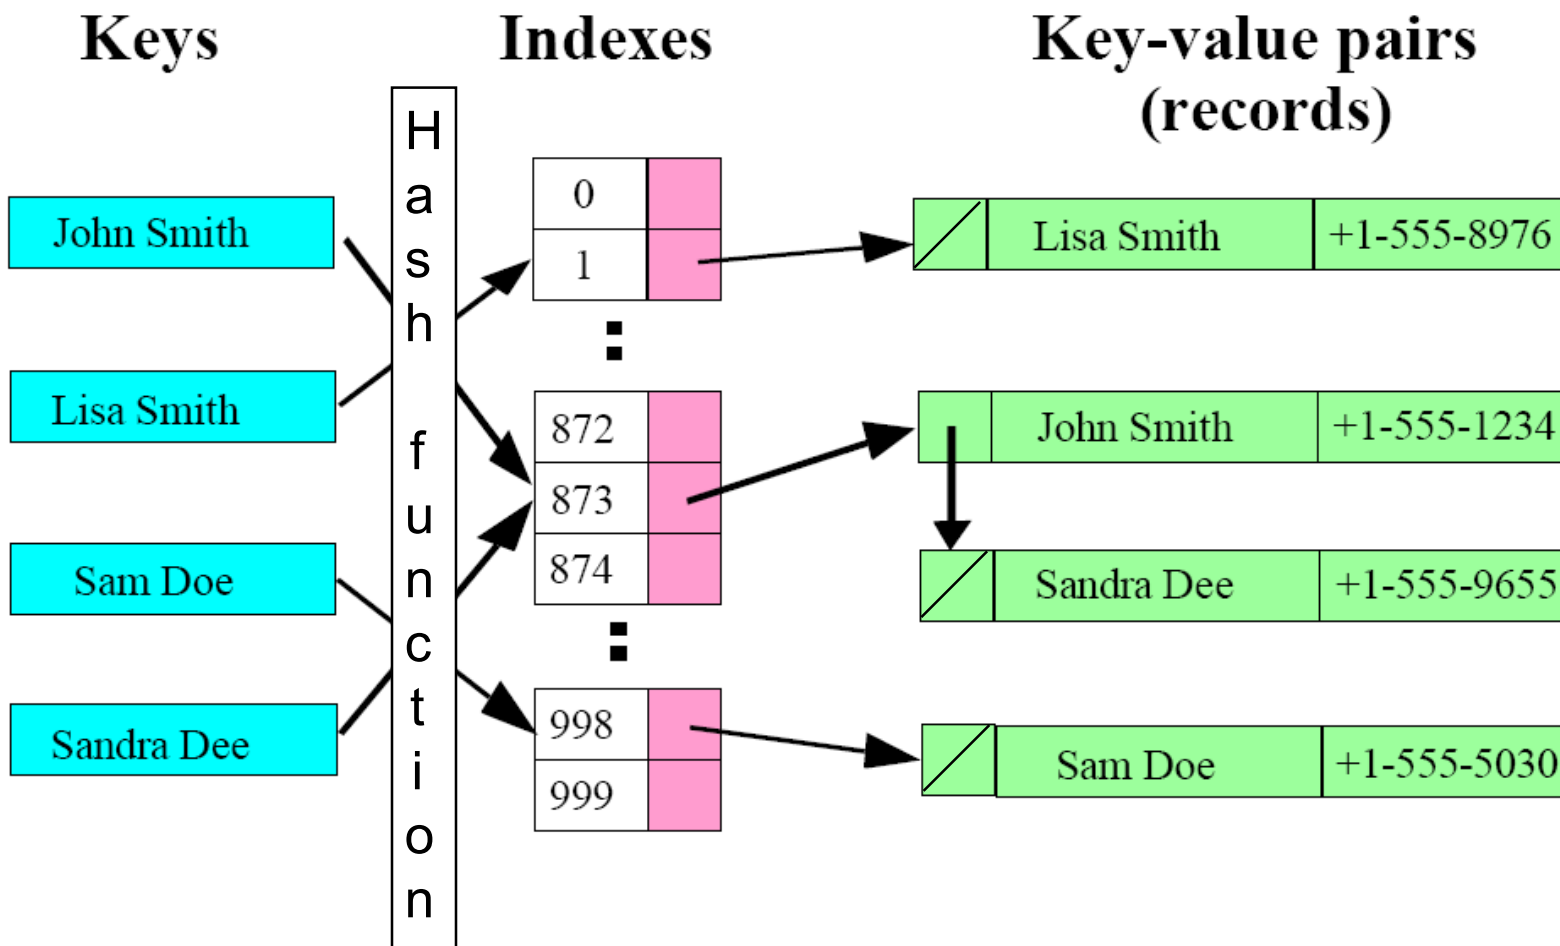 Keys
Indexes
Key-value pairs
(records)
Hash function
John Smith
Lisa Smith
Sam Doe
Sandra Dee
0
1
872
873
874
998
999
Lisa Smith +1-555-8976
John Smith +1-555-1234
Sandra Dee +1-555-9655
Sam Doe +1-555-5030